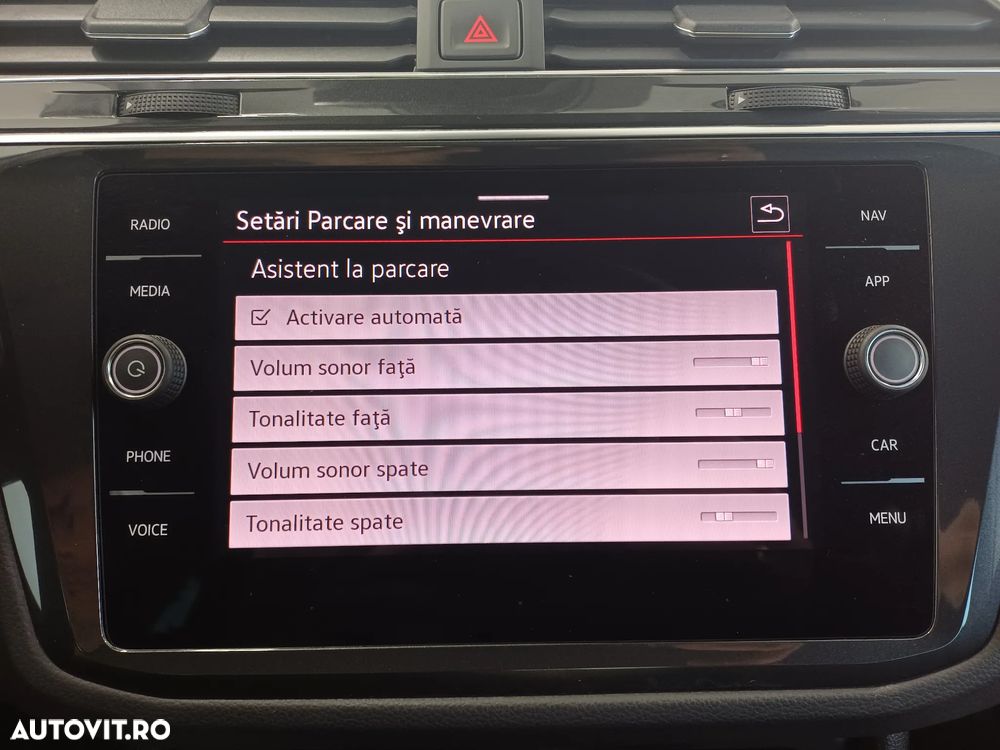 RADIO
MEDIA
PHONE
VOICE
Setări Parcare şi manevrare
Asistent la parcare
Activare automată
Volum sonor faţă
Tonalitate faţă
Volum sonor spate
Tonalitate spate
NAV
APP
CAR
MENU
AUTOVIT.RO